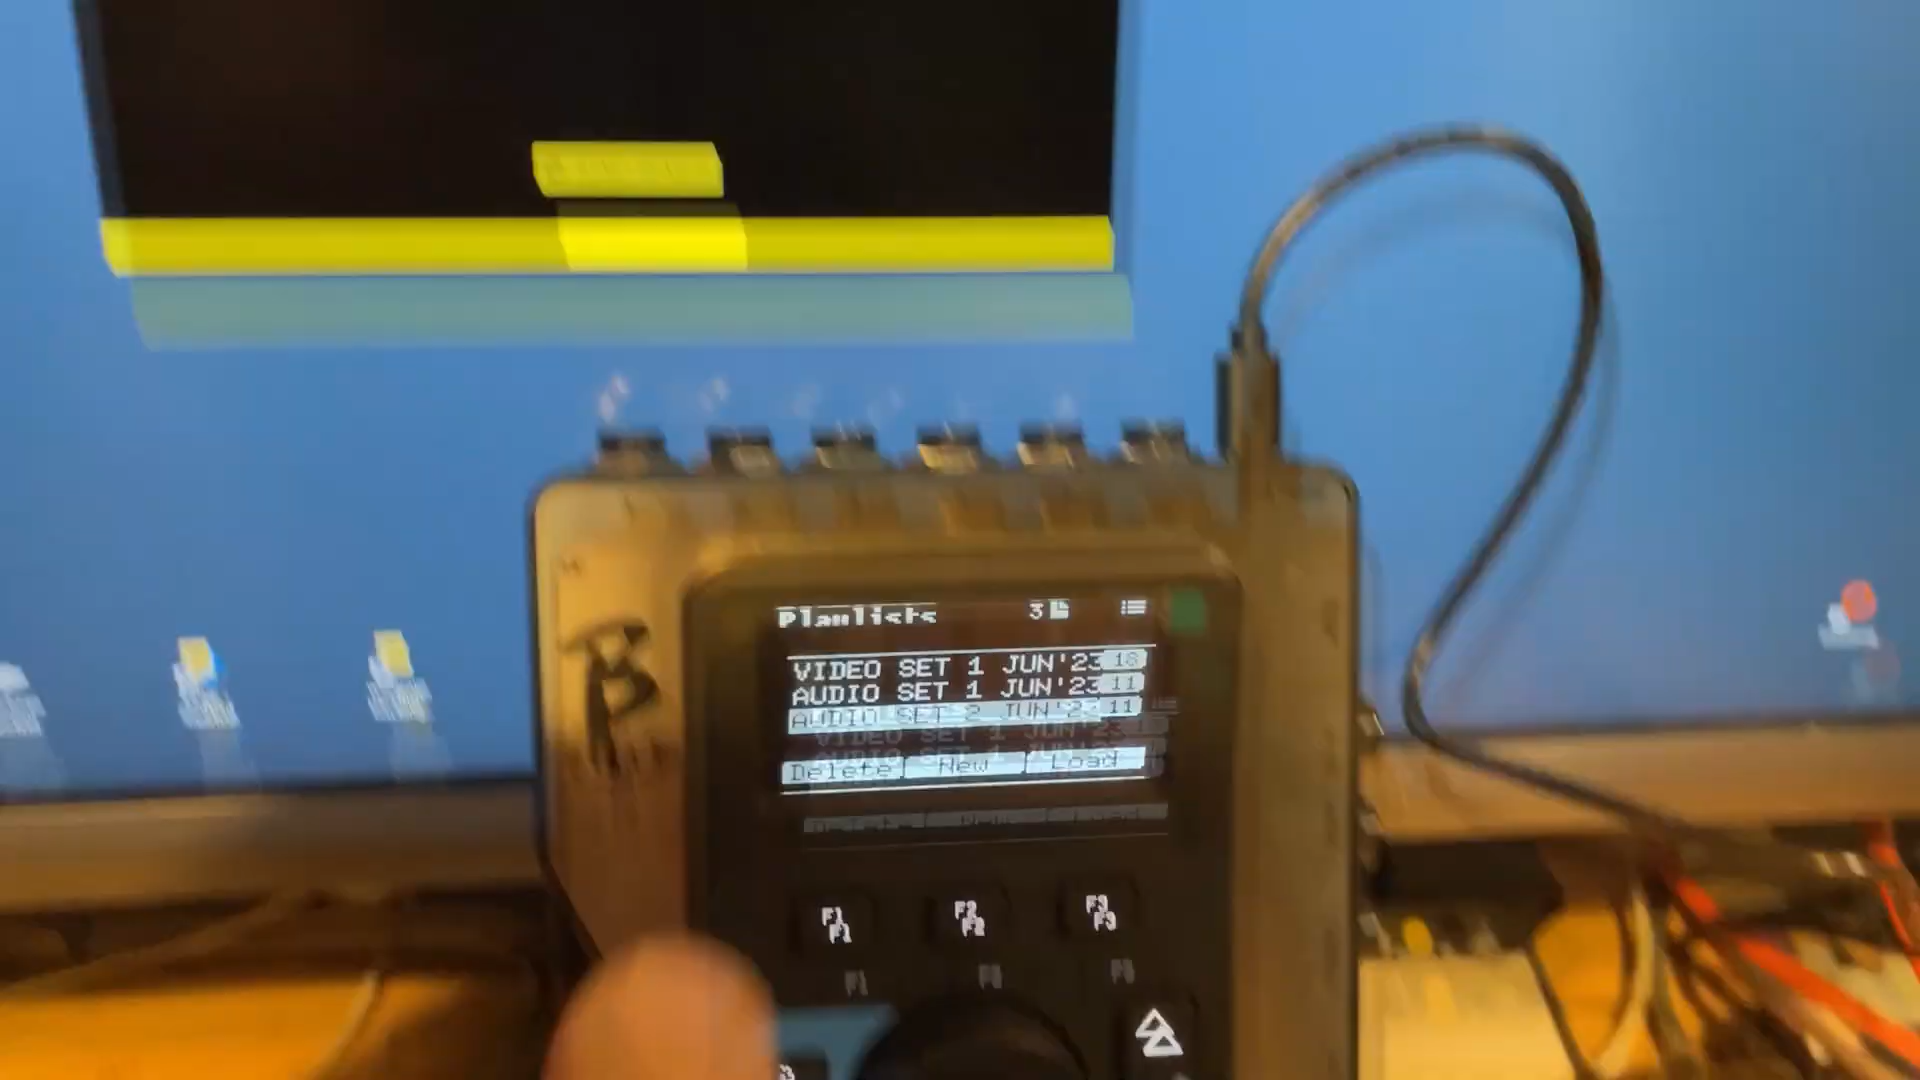 Playlists 3
VIDEO SET 1 JUN'23 18
AUDIO SET 1 JUN'23 11
AUDIO SET 2 JUN'23 11
Delete New Load
F1 F2 F3